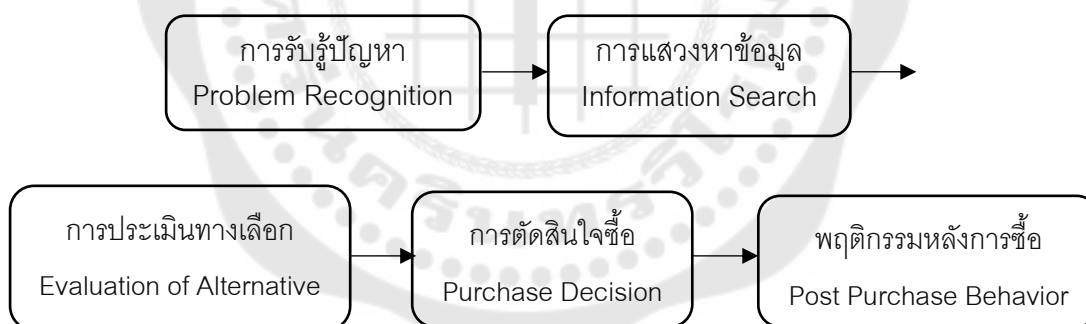 การรับรู้ปัญหา
Problem Recognition
การแสวงหาข้อมูล
Information Search
การประเมินทางเลือก
Evaluation of Alternative
การตัดสินใจซื้อ
Purchase Decision
พฤติกรรมหลังการซื้อ
Post Purchase Behavior